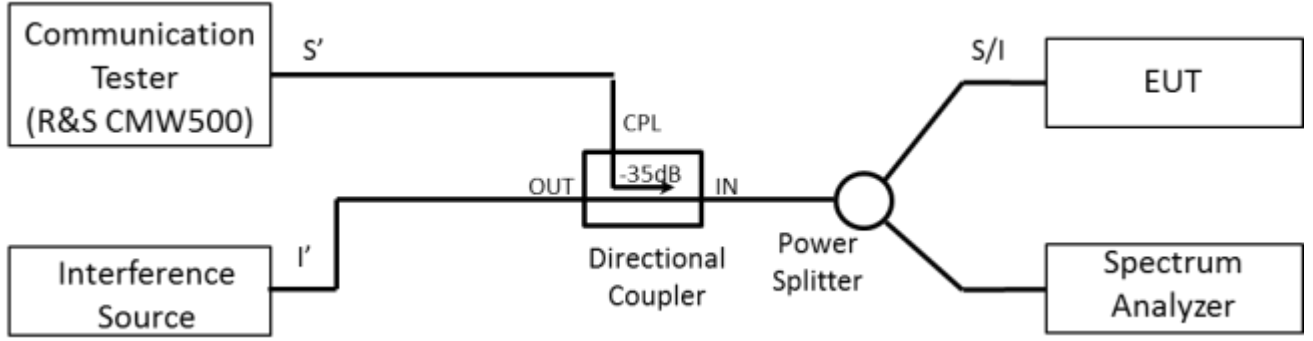 Communication
Tester
(R&S CMW500)
S’
S/I
EUT
CPL
-35dB
OUT
IN
I’
Interference
Source
Directional
Coupler
Power
Splitter
Spectrum
Analyzer